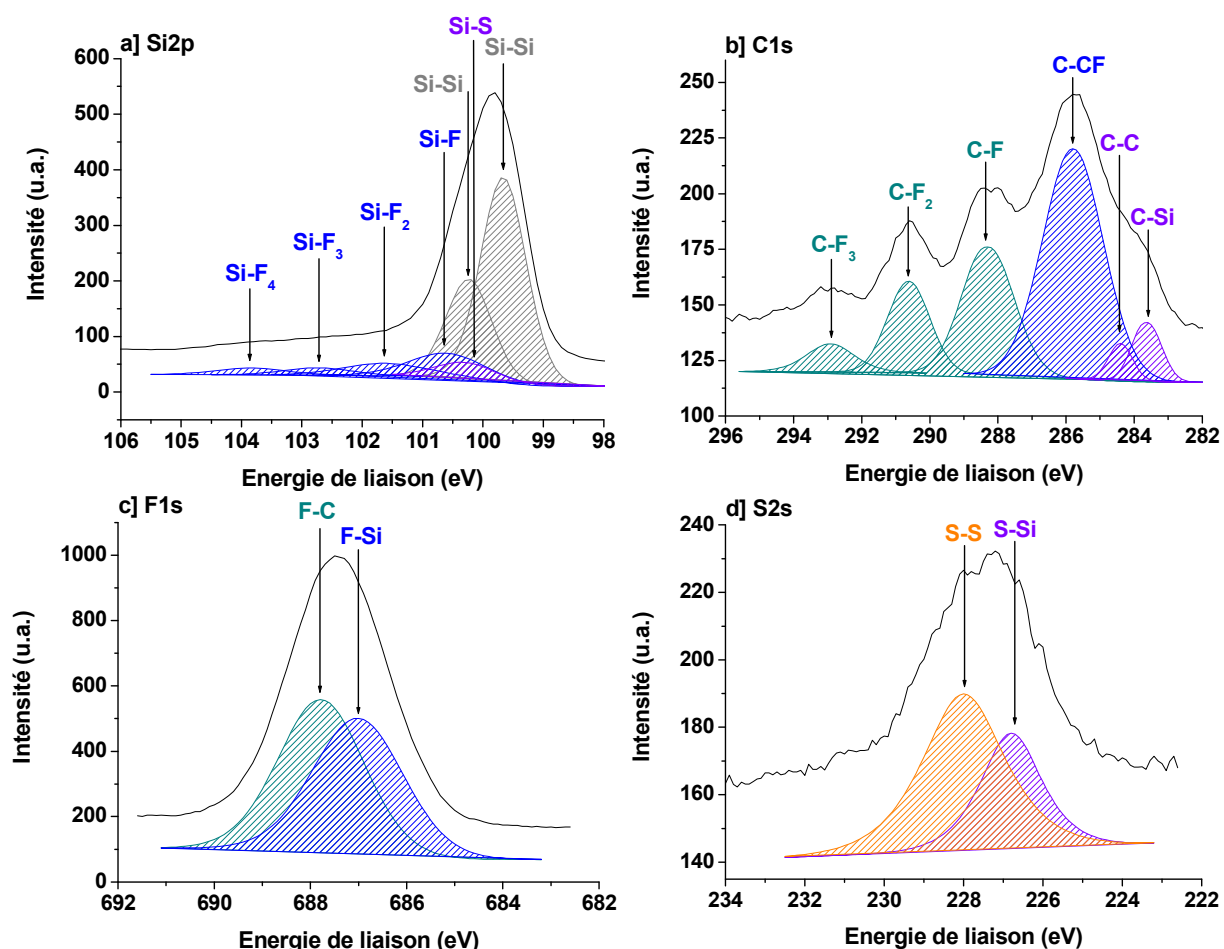 a] Si2p
Si-S
Si-Si
Si-Si
Si-F
Si-F2
Si-F3
Si-F4
Intensité (u.a.)
600
500
400
300
200
100
0
106 105 104 103 102 101 100 99 98
Energie de liaison (eV)
b] C1s
C-CF
C-C
C-F
C-Si
C-F2
C-F3
Intensité (u.a.)
250
225
200
175
150
125
100
296 294 292 290 288 286 284 282
Energie de liaison (eV)
c] F1s
F-C
F-Si
Intensité (u.a.)
1000
800
600
400
200
0
692 690 688 686 684 682
Energie de liaison (eV)
d] S2s
S-S
S-Si
Intensité (u.a.)
240
220
200
180
160
140
234 232 230 228 226 224 222
Energie de liaison (eV)